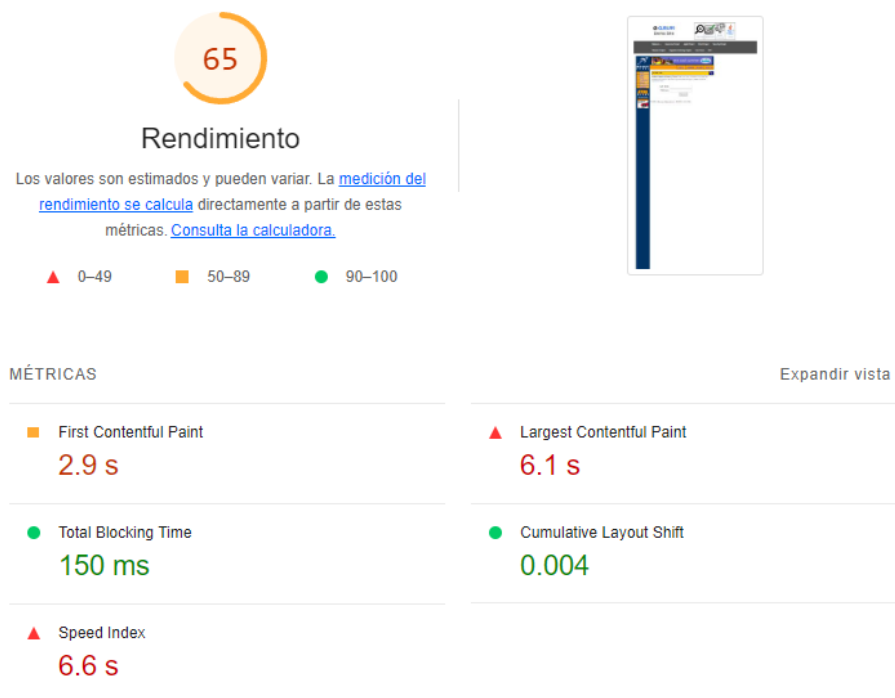 65
Rendimiento
Los valores son estimados y pueden variar. La medición del
rendimiento se calcula directamente a partir de estas
métricas. Consulta la calculadora.
0–49
50–89
90–100
MÉTRICAS
Expandir vista
First Contentful Paint
2.9 s
Largest Contentful Paint
6.1 s
Total Blocking Time
150 ms
Cumulative Layout Shift
0.004
Speed Index
6.6 s